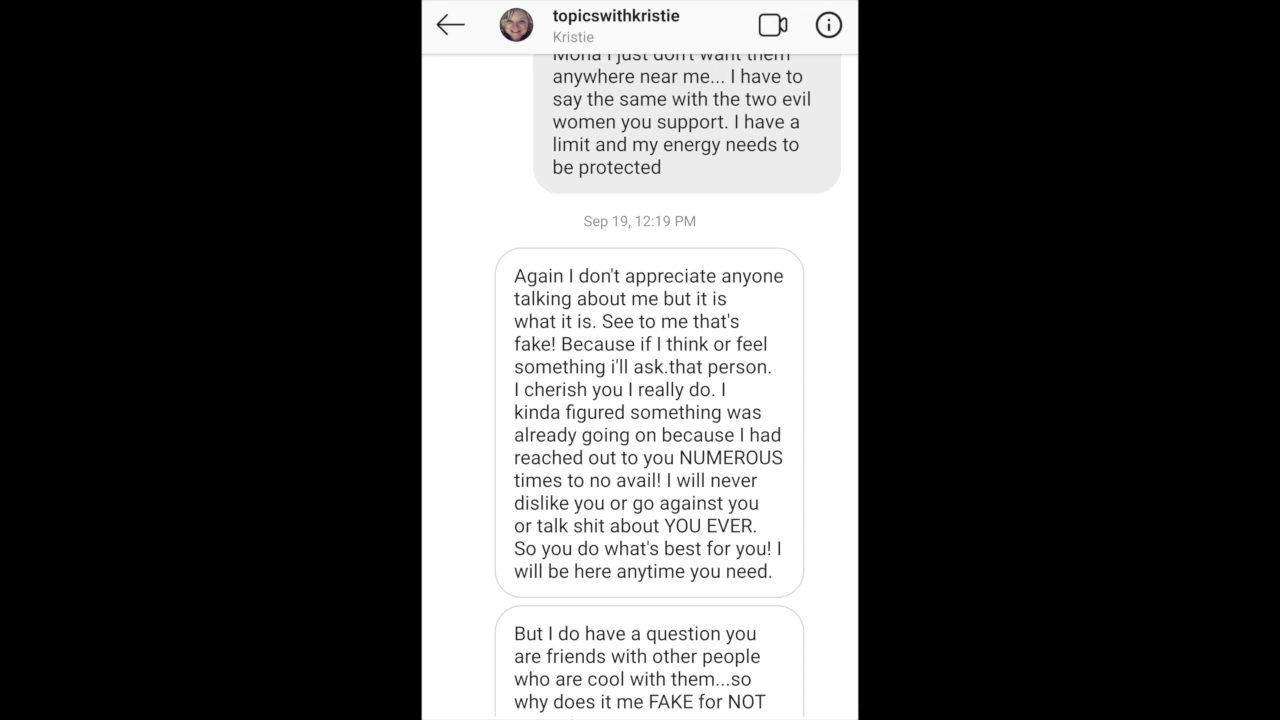 topicswithkristie
Kristie
Mona I just don't want them
anywhere near me... I have to
say the same with the two evil
women you support. I have a
limit and my energy needs to
be protected
Sep 19, 12:19 PM
Again I don't appreciate anyone
talking about me but it is
what it is. See to me that's
fake! Because if I think or feel
something i'll ask.that person.
I cherish you I really do. I
kinda figured something was
already going on because I had
reached out to you NUMEROUS
times to no avail! I will never
dislike you or go against you
or talk shit about YOU EVER.
So you do what's best for you! I
will be here anytime you need.
But I do have a question you
are friends with other people
who are cool with them...so
why does it me FAKE for NOT